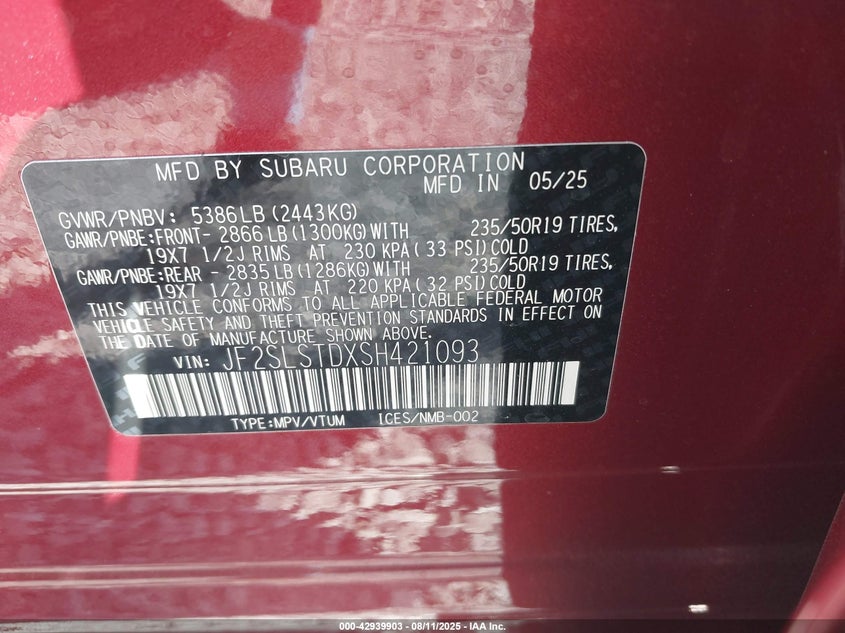 MFD BY SUBARU CORPORATION
MFD IN 05/25
GVWR/PNBV: 5386LB (2443KG)
GAWR/PNBE:FRONT- 2866 LB (1300KG) WITH 235/50R19 TIRES,
19X7 1/2J RIMS AT 230 KPA ( 33 PSI) COLD
GAWR/PNBE:REAR - 2835 LB (1286KG) WITH 235/50R19 TIRES,
19X7 1/2J RIMS AT 220 KPA ( 32 PSI) COLD
THIS VEHICLE CONFORMS TO ALL APPLICABLE FEDERAL MOTOR
VEHICLE SAFETY AND THEFT PREVENTION STANDARDS IN EFFECT ON
THE DATE OF MANUFACTURE SHOWN ABOVE.
VIN: JF2SLSTDXSH421093
TYPE:MPV/VTUM ICES/NMB-002
000-42939903 - 08/11/2025 - IAA Inc.